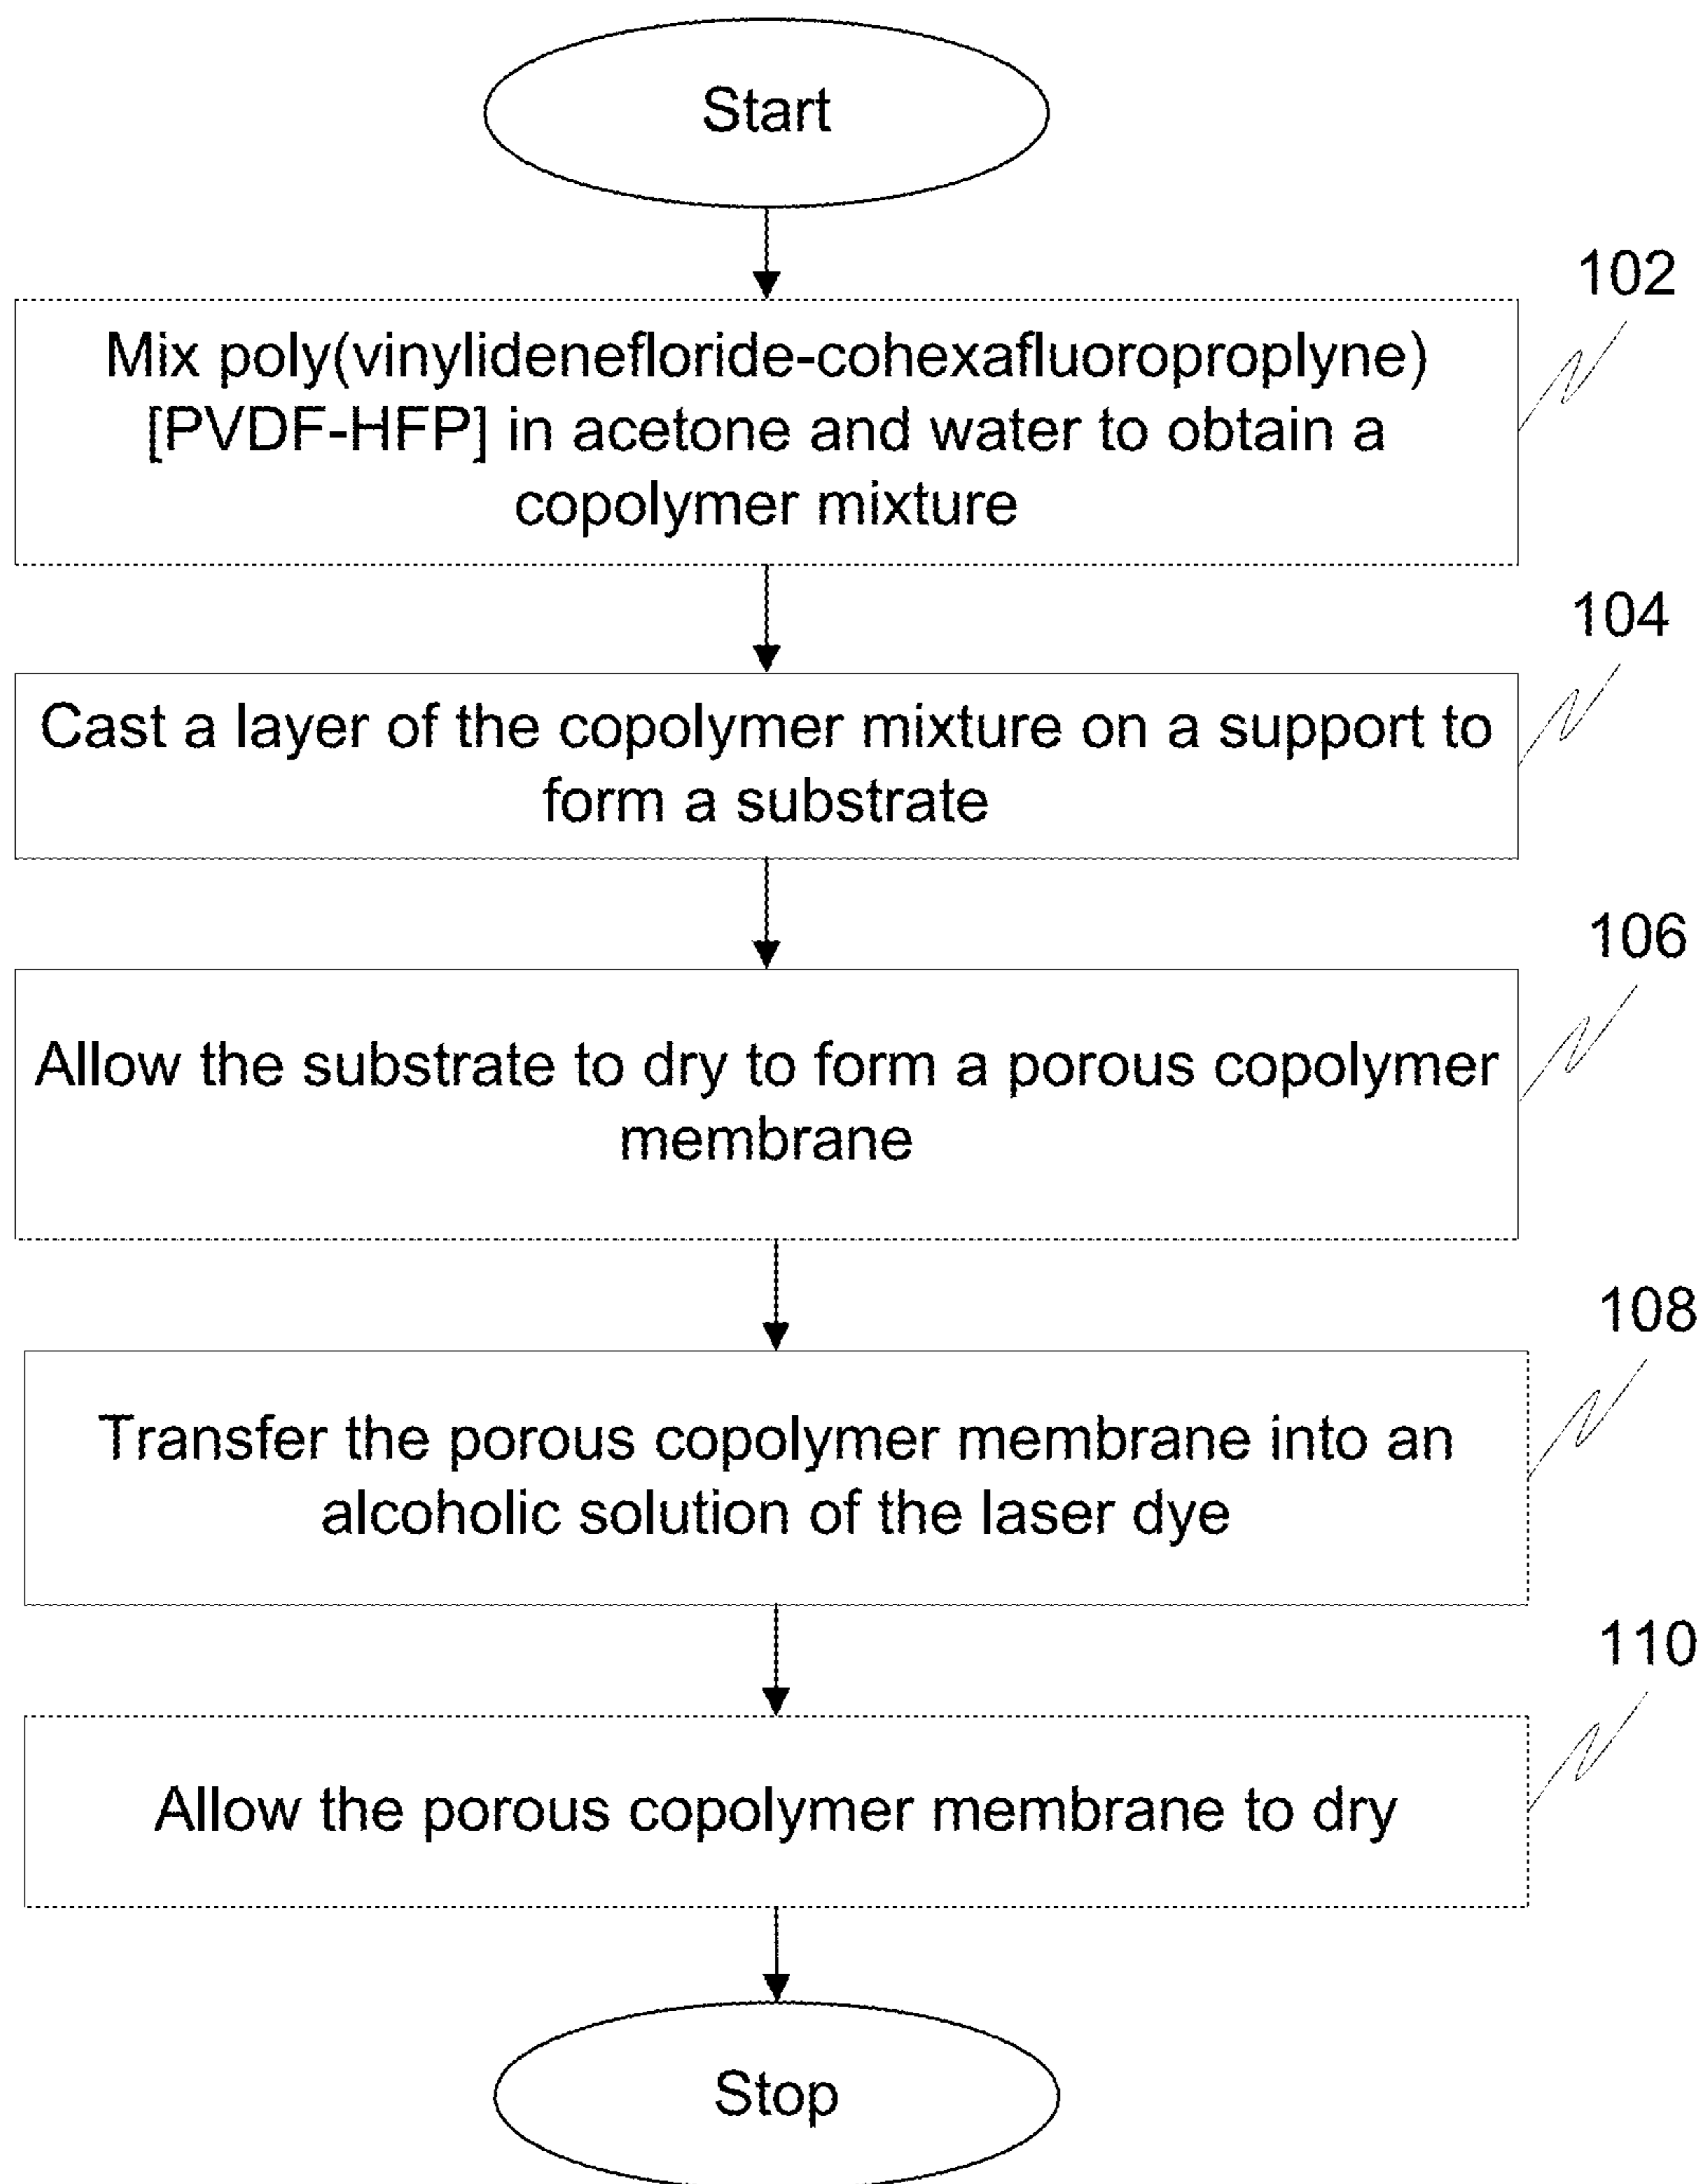 Start
102
Mix poly(vinylidenefloride-cohexafluoroproplyne)
[PVDF-HFP] in acetone and water to obtain a
copolymer mixture
104
Cast a layer of the copolymer mixture on a support to
form a substrate
106
Allow the substrate to dry to form a porous copolymer
membrane
108
Transfer the porous copolymer membrane into an
alcoholic solution of the laser dye
110
Allow the porous copolymer membrane to dry
Stop